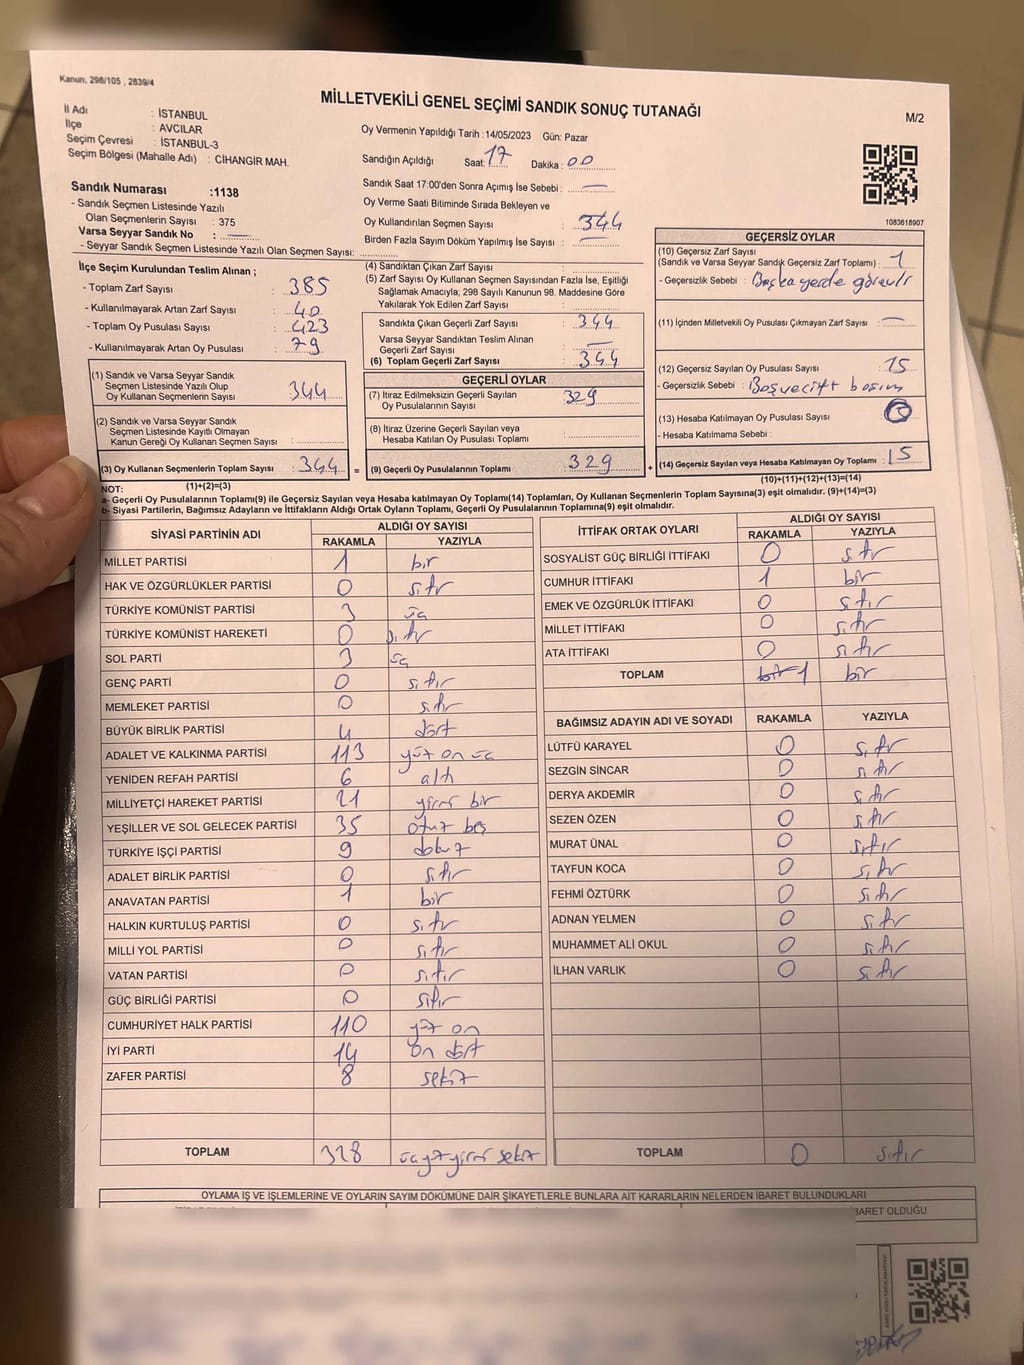 Kanun: 298/105 , 2839/4
MİLLETVEKİLİ GENEL SEÇİMİ SANDIK SONUÇ TUTANAĞI
M/2
İl Adı : İSTANBUL
İlçe : AVCILAR
Seçim Çevresi : İSTANBUL-3
Seçim Bölgesi (Mahalle Adı) : CİHANGİR MAH.
Oy Vermenin Yapıldığı Tarih :14/05/2023 Gün: Pazar
Sandığın Açıldığı Saat: 17 Dakika : 00
Sandık Saat 17:00'den Sonra Açımış İse Sebebi : —
Oy Verme Saati Bitiminde Sırada Bekleyen ve
Oy Kullandırılan Seçmen Sayısı : 344
Birden Fazla Sayım Döküm Yapılmış İse Sayısı : —
1083618907
Sandık Numarası :1138
- Sandık Seçmen Listesinde Yazılı
Olan Seçmenlerin Sayısı : 375
Varsa Seyyar Sandık No : —
- Seyyar Sandık Seçmen Listesinde Yazılı Olan Seçmen Sayısı:
İlçe Seçim Kurulundan Teslim Alınan ;
- Toplam Zarf Sayısı : 385
- Kullanılmayarak Artan Zarf Sayısı : 40
- Toplam Oy Pusulası Sayısı : 423
- Kullanılmayarak Artan Oy Pusulası : 79
(1) Sandık ve Varsa Seyyar Sandık
Seçmen Listesinde Yazılı Olup
Oy Kullanan Seçmenlerin Sayısı : 344
(2) Sandık ve Varsa Seyyar Sandık
Seçmen Listesinde Kayıtlı Olmayan
Kanun Gereği Oy Kullanan Seçmen Sayısı :
(3) Oy Kullanan Seçmenlerin Toplam Sayısı : 344 =
(1)+(2)=(3)
(4) Sandıktan Çıkan Zarf Sayısı :
(5) Zarf Sayısı Oy Kullanan Seçmen Sayısından Fazla İse, Eşitliği
Sağlamak Amacıyla; 298 Sayılı Kanunun 98. Maddesine Göre
Yakılarak Yok Edilen Zarf Sayısı :
Sandıkta Çıkan Geçerli Zarf Sayısı : 344
Varsa Seyyar Sandıktan Teslim Alınan
Geçerli Zarf Sayısı : —
(6) Toplam Geçerli Zarf Sayısı : 344
GEÇERLİ OYLAR
(7) İtiraz Edilmeksizin Geçerli Sayılan
Oy Pusulalarının Sayısı : 329
(8) İtiraz Üzerine Geçerli Sayılan veya
Hesaba Katılan Oy Pusulası Toplamı :
(9) Geçerli Oy Pusulalarının Toplamı : 329 +
GEÇERSİZ OYLAR
(10) Geçersiz Zarf Sayısı
(Sandık ve Varsa Seyyar Sandık Geçersiz Zarf Toplamı) : 1
- Geçersizlik Sebebi : Başka yerde görevli
(11) İçinden Milletvekili Oy Pusulası Çıkmayan Zarf Sayısı : —
(12) Geçersiz Sayılan Oy Pusulası Sayısı : 15
- Geçersizlik Sebebi : Boş ve çift basım
(13) Hesaba Katılmayan Oy Pusulası Sayısı :
- Hesaba Katılmama Sebebi :
(14) Geçersiz Sayılan veya Hesaba Katılmayan Oy Toplamı : 15
(10)+(11)+(12)+(13)=(14)
NOT:
a- Geçerli Oy Pusulalarının Toplamı(9) ile Geçersiz Sayılan veya Hesaba katılmayan Oy Toplamı(14) Toplamları, Oy Kullanan Seçmenlerin Toplam Sayısına(3) eşit olmalıdır. (9)+(14)=(3)
b- Siyasi Partilerin, Bağımsız Adayların ve İttifakların Aldığı Oyların Toplamı, Geçerli Oy Pusulalarının Toplamına(9) eşit olmalıdır.
SİYASİ PARTİNİN ADI ALDIĞI OY SAYISI
RAKAMLA YAZIYLA
MİLLET PARTİSİ 1 bir
HAK VE ÖZGÜRLÜKLER PARTİSİ 0 sıfır
TÜRKİYE KOMÜNİST PARTİSİ 3 üç
TÜRKİYE KOMÜNİST HAREKETİ 0 sıfır
SOL PARTİ 3 üç
GENÇ PARTİ 0 sıfır
MEMLEKET PARTİSİ 0 sıfır
BÜYÜK BİRLİK PARTİSİ 4 dört
ADALET VE KALKINMA PARTİSİ 113 yüz on üç
YENİDEN REFAH PARTİSİ 6 altı
MİLLİYETÇİ HAREKET PARTİSİ 21 yirmi bir
YEŞİLLER VE SOL GELECEK PARTİSİ 35 otuz beş
TÜRKİYE İŞÇİ PARTİSİ 9 dokuz
ADALET BİRLİK PARTİSİ 0 sıfır
ANAVATAN PARTİSİ 1 bir
HALKIN KURTULUŞ PARTİSİ 0 sıfır
MİLLİ YOL PARTİSİ 0 sıfır
VATAN PARTİSİ 0 sıfır
GÜÇ BİRLİĞİ PARTİSİ 0 sıfır
CUMHURİYET HALK PARTİSİ 110 yüz on
İYİ PARTİ 14 on dört
ZAFER PARTİSİ 8 sekiz
TOPLAM 328 üçyüzyirmi sekiz
İTTİFAK ORTAK OYLARI ALDIĞI OY SAYISI
RAKAMLA YAZIYLA
SOSYALİST GÜÇ BİRLİĞİ İTTİFAKI 0 sıfır
CUMHUR İTTİFAKI 1 bir
EMEK VE ÖZGÜRLÜK İTTİFAKI 0 sıfır
MİLLET İTTİFAKI 0 sıfır
ATA İTTİFAKI 0 sıfır
TOPLAM bir 1 bir
BAĞIMSIZ ADAYIN ADI VE SOYADI RAKAMLA YAZIYLA
LÜTFÜ KARAYEL 0 sıfır
SEZGİN SİNCAR 0 sıfır
DERYA AKDEMİR 0 sıfır
SEZEN ÖZEN 0 sıfır
MURAT ÜNAL 0 sıfır
TAYFUN KOCA 0 sıfır
FEHMİ ÖZTÜRK 0 sıfır
ADNAN YELMEN 0 sıfır
MUHAMMET ALİ OKUL 0 sıfır
İLHAN VARLIK 0 sıfır
TOPLAM 0 sıfır
OYLAMA İŞ VE İŞLEMLERİNE VE OYLARIN SAYIM DÖKÜMÜNE DAİR ŞİKAYETLERLE BUNLARA AİT KARARLARIN NELERDEN İBARET BULUNDUKLARI
BARET OLDUĞU